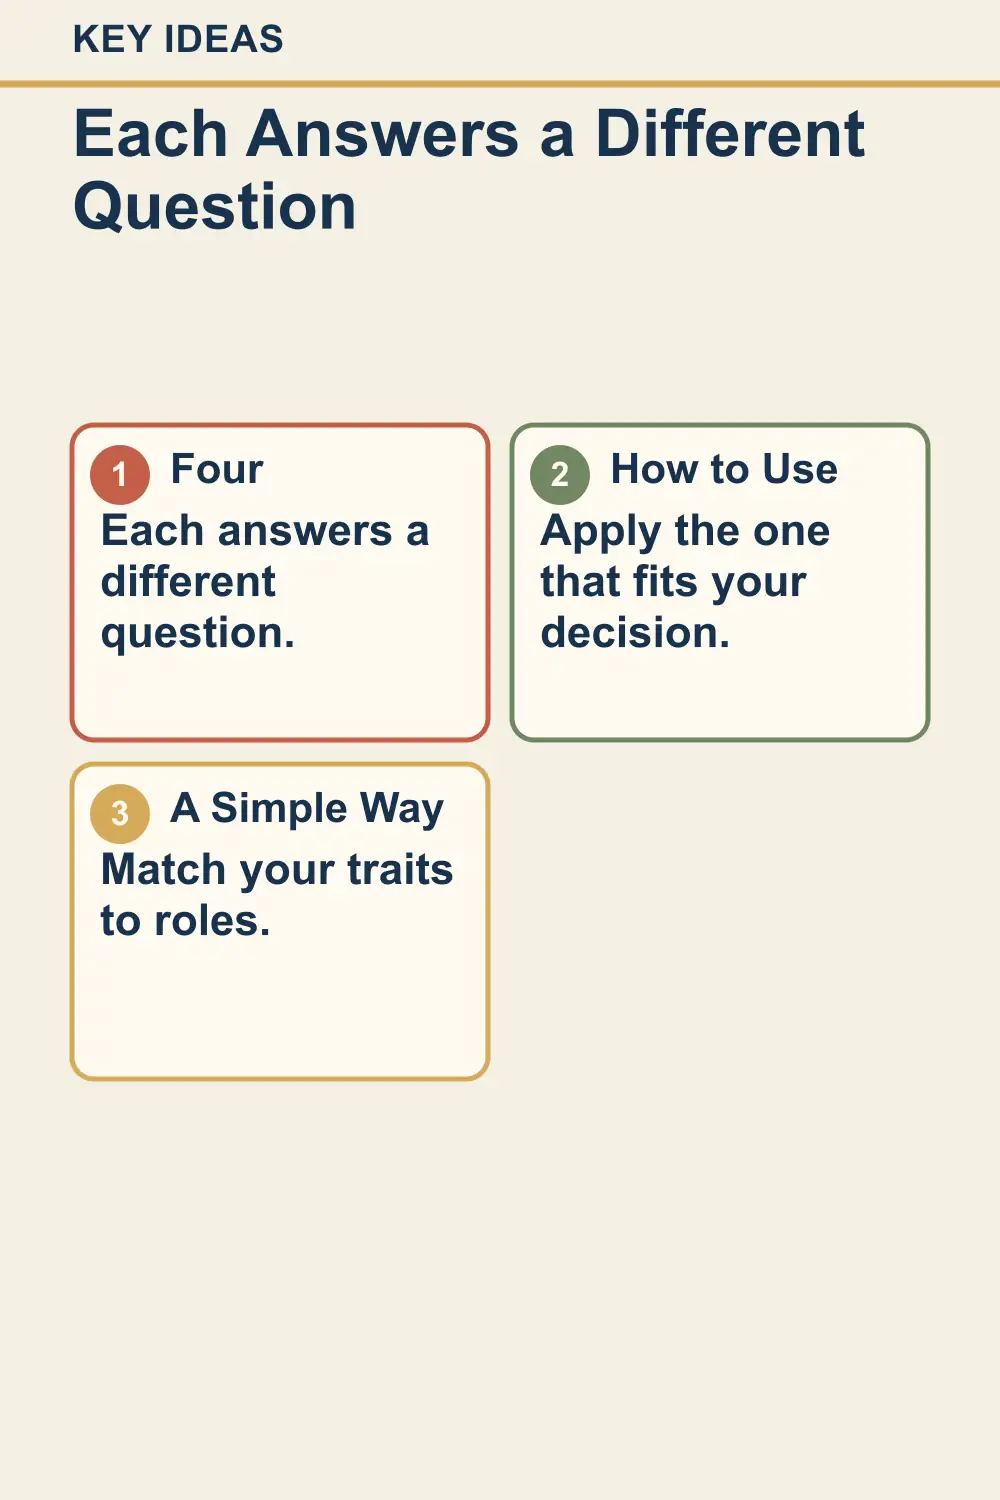 KEY IDEAS
Each Answers a Different
Question
1 Four
Each answers a
different
question.
2 How to Use
Apply the one
that fits your
decision.
3 A Simple Way
Match your traits
to roles.